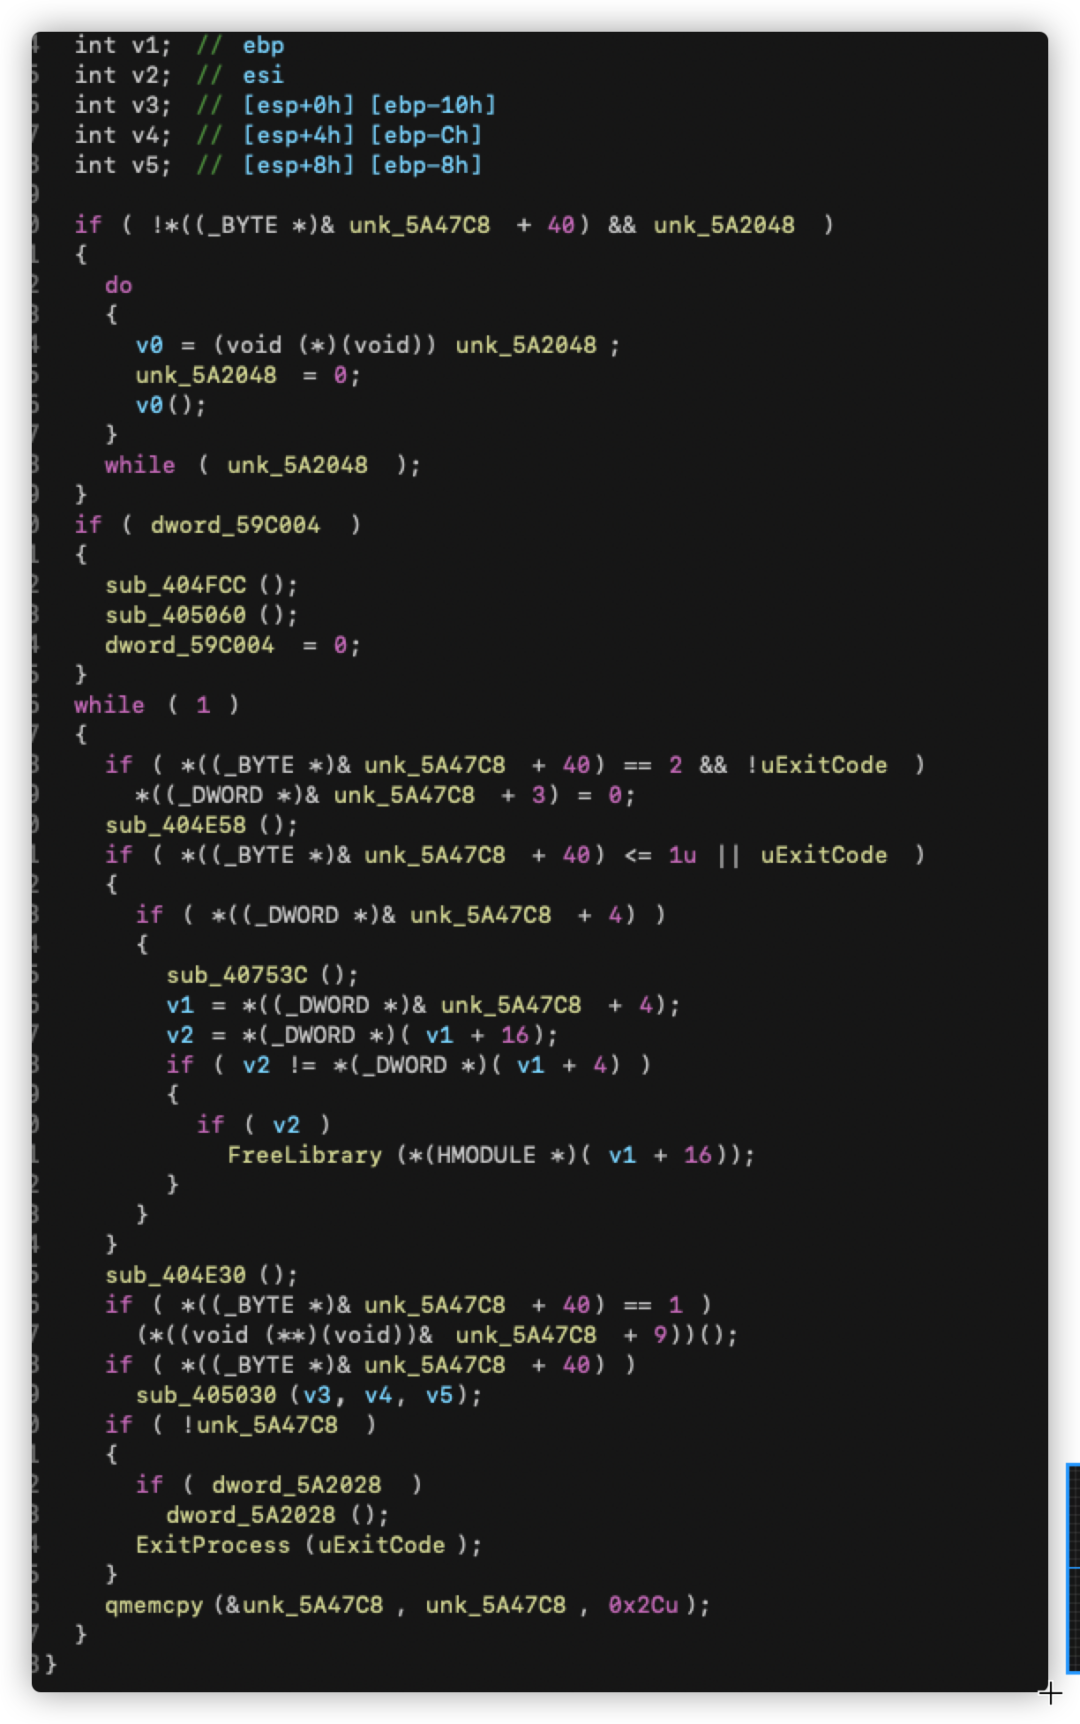 int v1; // ebp
int v2; // esi
int v3; // [esp+0h] [ebp-10h]
int v4; // [esp+4h] [ebp-Ch]
int v5; // [esp+8h] [ebp-8h]
if ( !*((_BYTE *)& unk_5A47C8 + 40) && unk_5A2048 )
{
do
{
v0 = (void (*)(void)) unk_5A2048 ;
unk_5A2048 = 0;
v0();
}
while ( unk_5A2048 );
}
if ( dword_59C004 )
{
sub_404FCC ();
sub_405060 ();
dword_59C004 = 0;
}
while ( 1 )
{
if ( *((_BYTE *)& unk_5A47C8 + 40) == 2 && !uExitCode )
*((_DWORD *)& unk_5A47C8 + 3) = 0;
sub_404E58 ();
if ( *((_BYTE *)& unk_5A47C8 + 40) <= 1u || uExitCode )
{
if ( *((_DWORD *)& unk_5A47C8 + 4) )
{
sub_40753C ();
v1 = *((_DWORD *)& unk_5A47C8 + 4);
v2 = *(_DWORD *)( v1 + 16);
if ( v2 != *(_DWORD *)( v1 + 4) )
{
if ( v2 )
FreeLibrary (*(HMODULE *)( v1 + 16));
}
}
}
sub_404E30 ();
if ( *((_BYTE *)& unk_5A47C8 + 40) == 1 )
(*((void (**)(void))& unk_5A47C8 + 9))();
if ( *((_BYTE *)& unk_5A47C8 + 40) )
sub_405030 (v3, v4, v5);
if ( !unk_5A47C8 )
{
if ( dword_5A2028 )
dword_5A2028 ();
ExitProcess (uExitCode );
}
qmemcpy (&unk_5A47C8 , unk_5A47C8 , 0x2Cu );
}
}